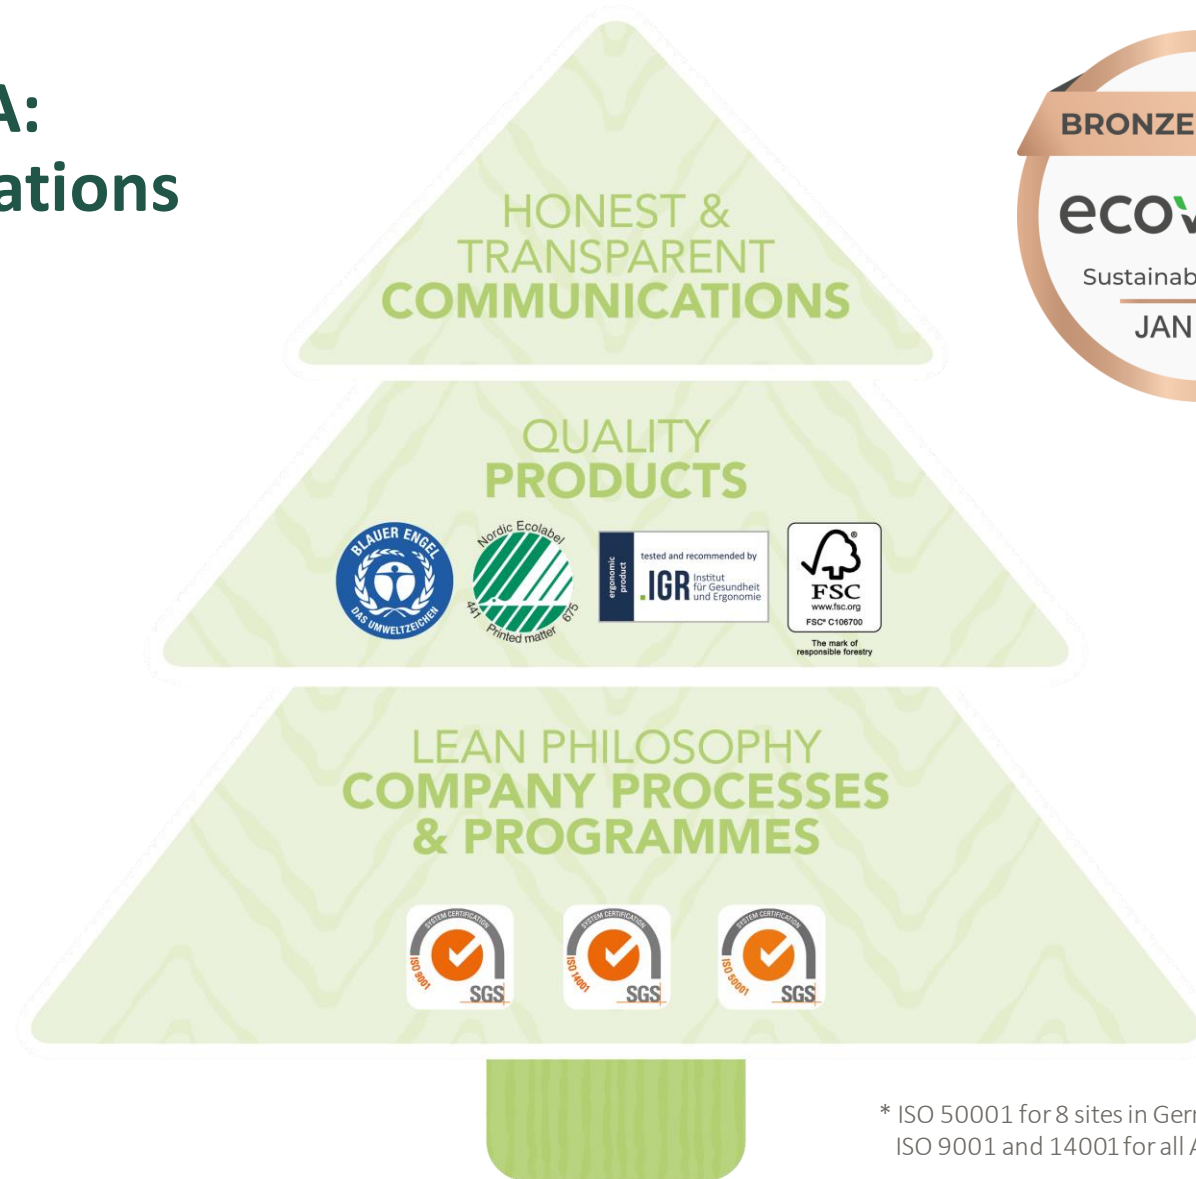 A:
ations
BRONZE
ecov
Sustainab
JAN
HONEST &
TRANSPARENT
COMMUNICATIONS
QUALITY
PRODUCTS
BLAUER ENGEL
DAS UMWELTZEICHEN
Nordic Ecolabel
441 Printed matter 675
ergonomic
product
tested and recommended by
IGR
Institut
für Gesundheit
und Ergonomie
FSC
www.fsc.org
FSC® C106700
The mark of
responsible forestry
LEAN PHILOSOPHY
COMPANY PROCESSES
& PROGRAMMES
SYSTEM CERTIFICATION
ISO 9001
SGS
SYSTEM CERTIFICATION
ISO 14001
SGS
SYSTEM CERTIFICATION
ISO 50001
SGS
* ISO 50001 for 8 sites in Ger
ISO 9001 and 14001 for all A